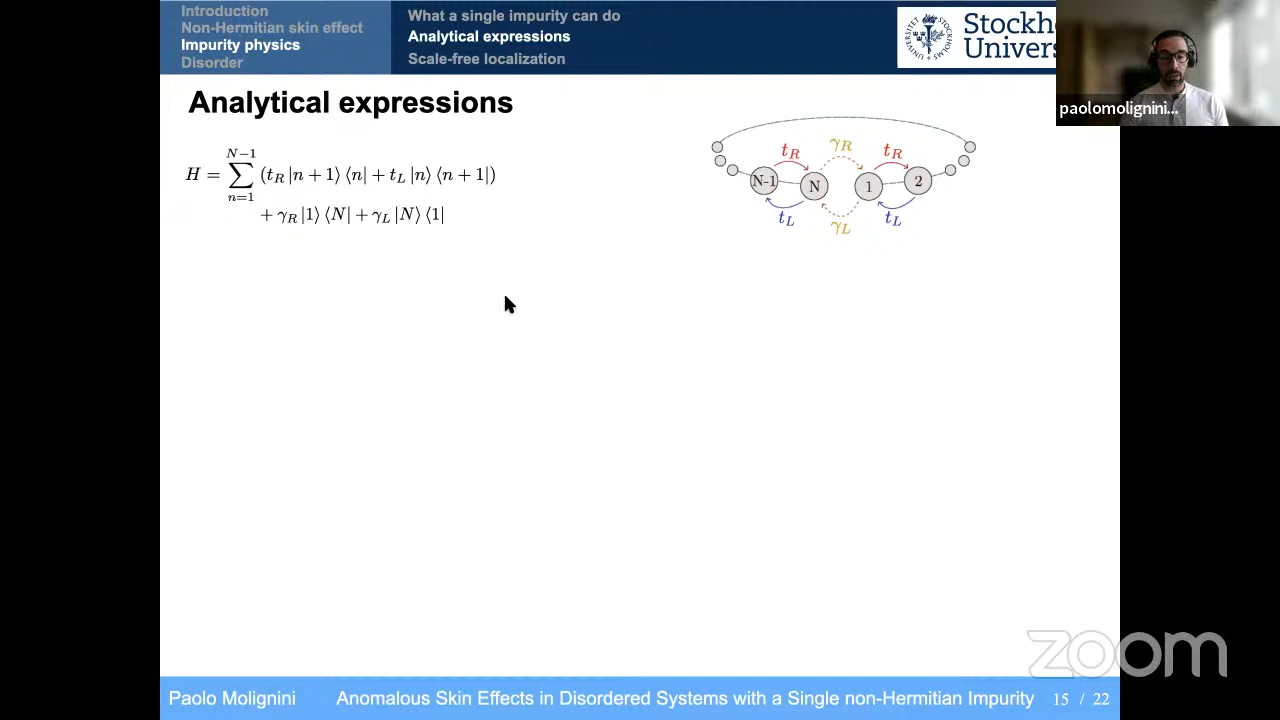 Introduction
Non-Hermitian skin effect
Impurity physics
Disorder
What a single impurity can do
Analytical expressions
Scale-free localization
Stockh
Univers
paolomolignini...
Analytical expressions
H = \sum_{n=1}^{N-1} (t_R |n+1⟩ ⟨n| + t_L |n⟩ ⟨n+1|)
+ γ_R |1⟩ ⟨N| + γ_L |N⟩ ⟨1|
t_R γ_R t_R
N-1 N 1 2
t_L γ_L t_L
zoom
Paolo Molignini Anomalous Skin Effects in Disordered Systems with a Single non-Hermitian Impurity 15 / 22